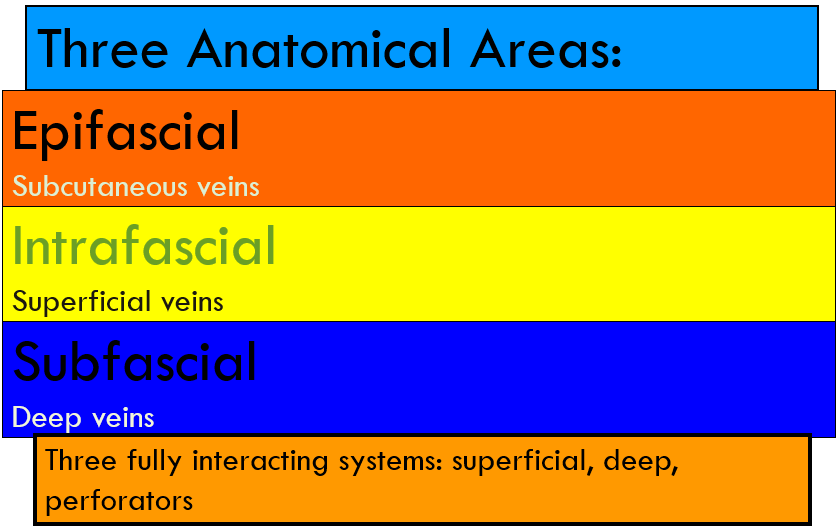 Three Anatomical Areas:
Epifascial
Subcutaneous veins
Intrafascial
Superficial veins
Subfascial
Deep veins
Three fully interacting systems: superficial, deep,
perforators